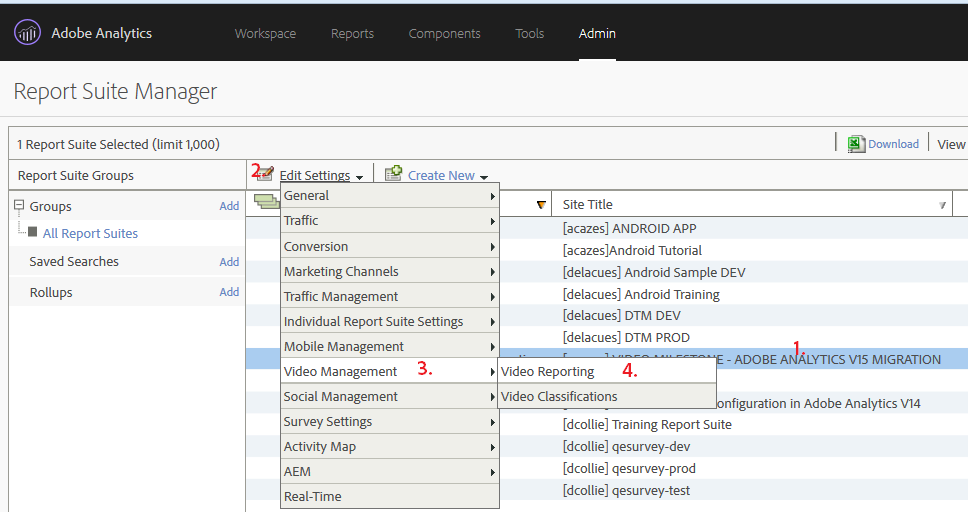 Adobe Analytics Workspace Reports Components Tools Admin
Report Suite Manager
1 Report Suite Selected (limit 1,000) Download View
Report Suite Groups 2. Edit Settings Create New
Groups Add General Site Title
All Report Suites Traffic [acazes] ANDROID APP
Conversion [acazes]Android Tutorial
Saved Searches Add Marketing Channels [delacues] Android Sample DEV
Rollups Add Traffic Management [delacues] Android Training
Individual Report Suite Settings [delacues] DTM DEV
Mobile Management [delacues] DTM PROD
1.
VIDEO MILESTONE - ADOBE ANALYTICS V15 MIGRATION
Video Management 3. Video Reporting 4.
Social Management Video Classifications
onfiguration in Adobe Analytics V14
Survey Settings [dcollie] Training Report Suite
Activity Map [dcollie] qesurvey-dev
AEM [dcollie] qesurvey-prod
Real-Time [dcollie] qesurvey-test